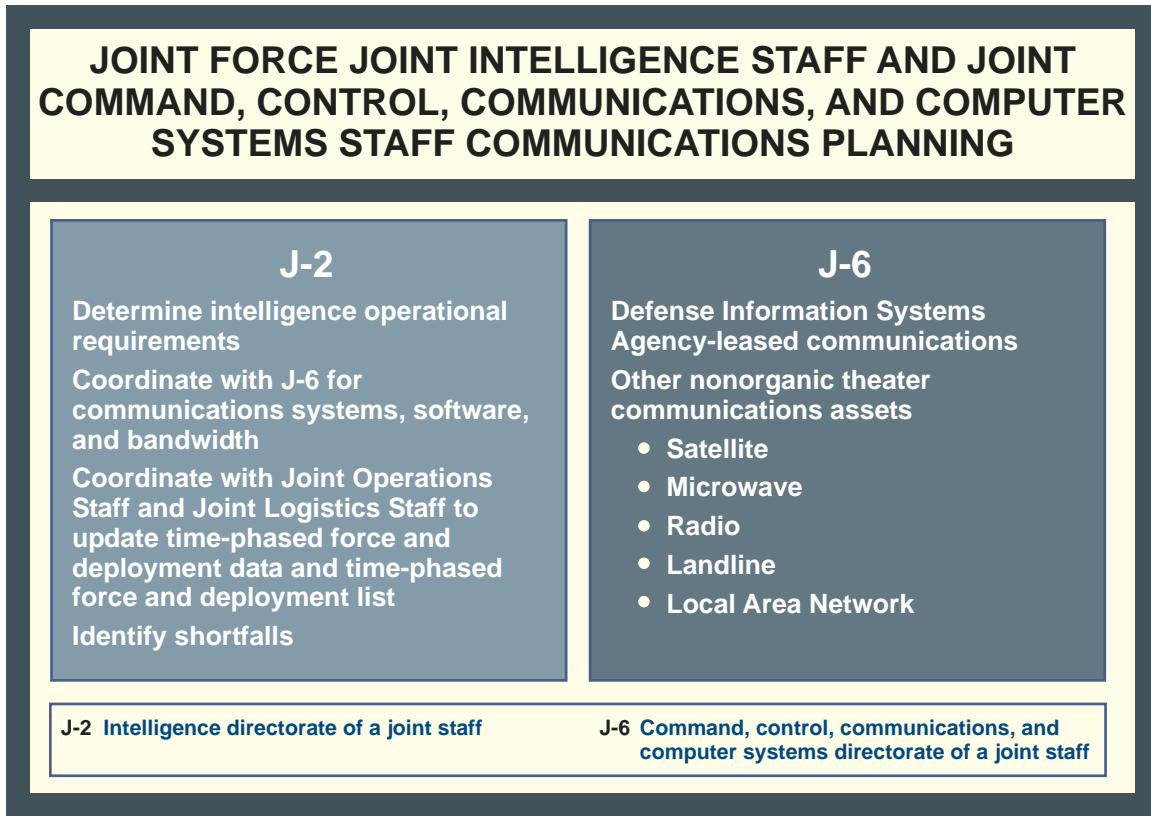 JOINT FORCE JOINT INTELLIGENCE STAFF AND JOINT
COMMAND, CONTROL, COMMUNICATIONS, AND COMPUTER
SYSTEMS STAFF COMMUNICATIONS PLANNING
J-2
Determine intelligence operational
requirements
Coordinate with J-6 for
communications systems, software,
and bandwidth
Coordinate with Joint Operations
Staff and Joint Logistics Staff to
update time-phased force and
deployment data and time-phased
force and deployment list
Identify shortfalls
J-6
Defense Information Systems
Agency-leased communications
Other nonorganic theater
communications assets
• Satellite
• Microwave
• Radio
• Landline
• Local Area Network
J-2 Intelligence directorate of a joint staff
J-6 Command, control, communications, and
computer systems directorate of a joint staff